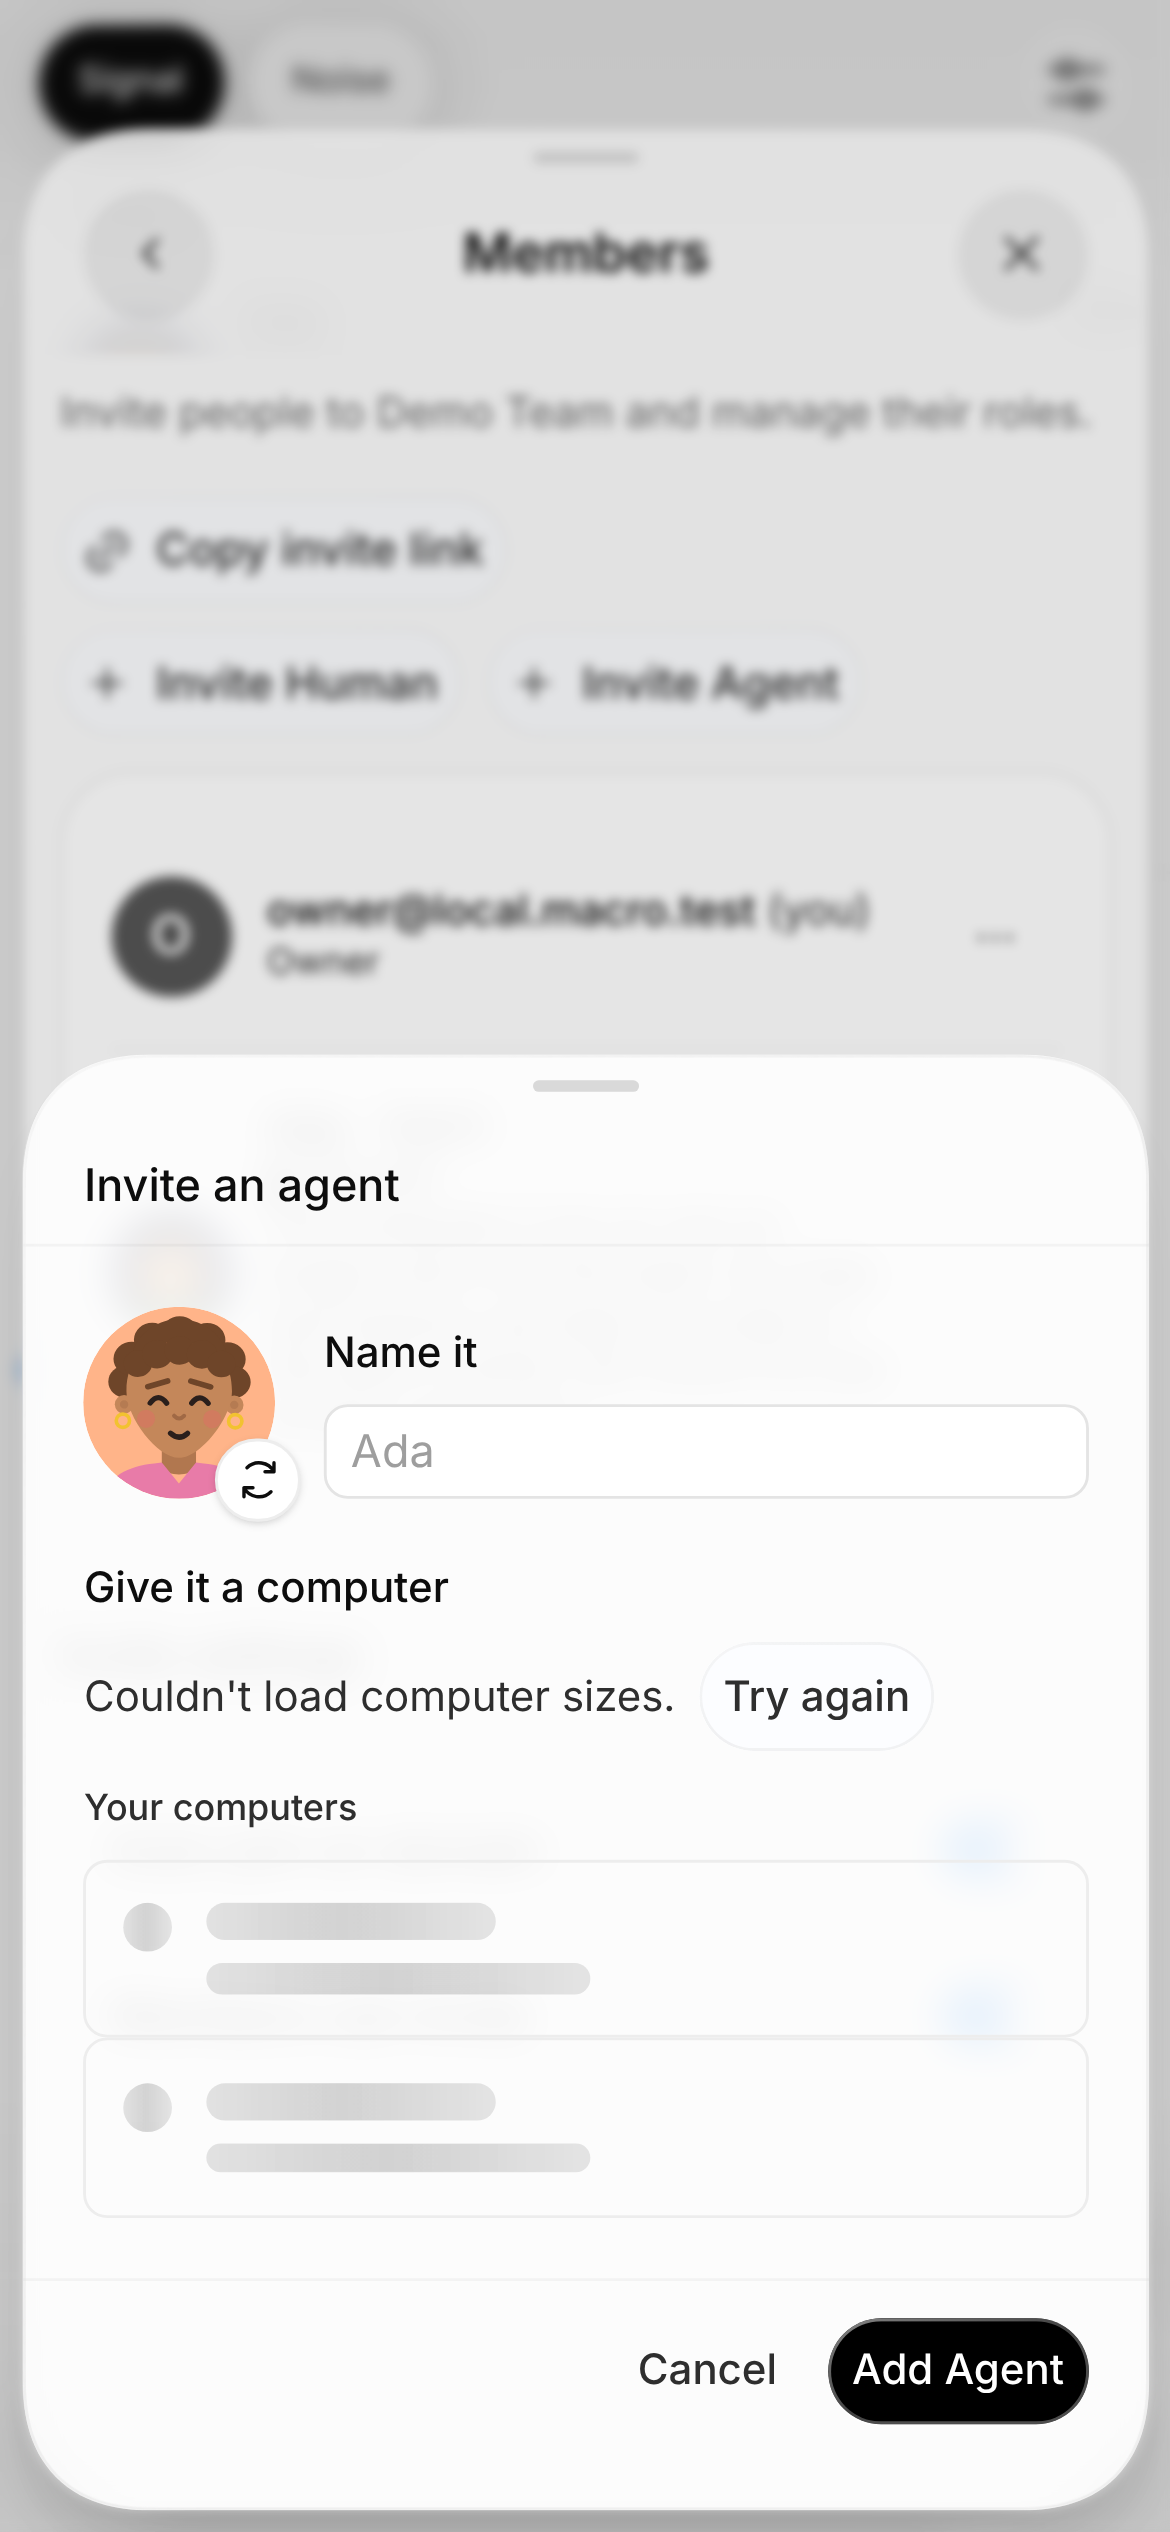 Signal
Noise
Members
Invite people to Demo Team and manage their roles.
Copy invite link
Invite Human
Invite Agent
O
owner@local.macro.test (you)
Owner
Invite an agent
Name it
Ada
Give it a computer
Couldn't load computer sizes.
Try again
Your computers
Cancel
Add Agent